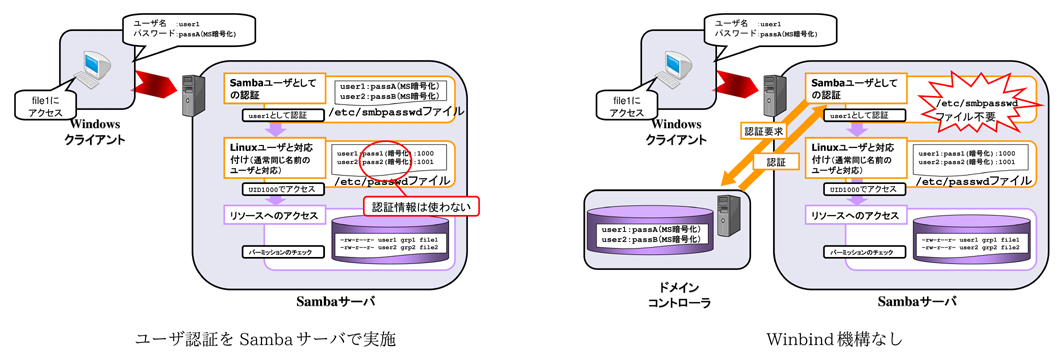 ユーザ名 :user1
パスワード:passA(MS暗号化)
file1に
アクセス
Windows
クライアント
Sambaユーザとして
の認証
user1:passA(MS暗号化)
user2:passB(MS暗号化)
/etc/smbpasswdファイル
user1として認証
Linuxユーザと対応
付け(通常同じ名前の
ユーザと対応)
user1:pass1(暗号化):1000
user2:pass2(暗号化):1001
/etc/passwdファイル
UID1000でアクセス
認証情報は使わない
リソースへのアクセス
-rw-r--r- user1 grp1 file1
-rw-r--r- user2 grp2 file2
パーミッションのチェック
Sambaサーバ
ユーザ認証を Samba サーバで実施
ユーザ名 :user1
パスワード:passA(MS暗号化)
file1に
アクセス
Windows
クライアント
Sambaユーザとして
の認証
/etc/smbpasswd
ファイル不要
user1として認証
認証要求
認証
Linuxユーザと対応
付け(通常同じ名前の
ユーザと対応)
user1:pass1(暗号化):1000
user2:pass2(暗号化):1001
/etc/passwdファイル
UID1000でアクセス
リソースへのアクセス
user1:passA(MS暗号化)
user2:passB(MS暗号化)
-rw-r--r- user1 grp1 file1
-rw-r--r- user2 grp2 file2
パーミッションのチェック
ドメイン
コントローラ
Sambaサーバ
Winbind 機構なし